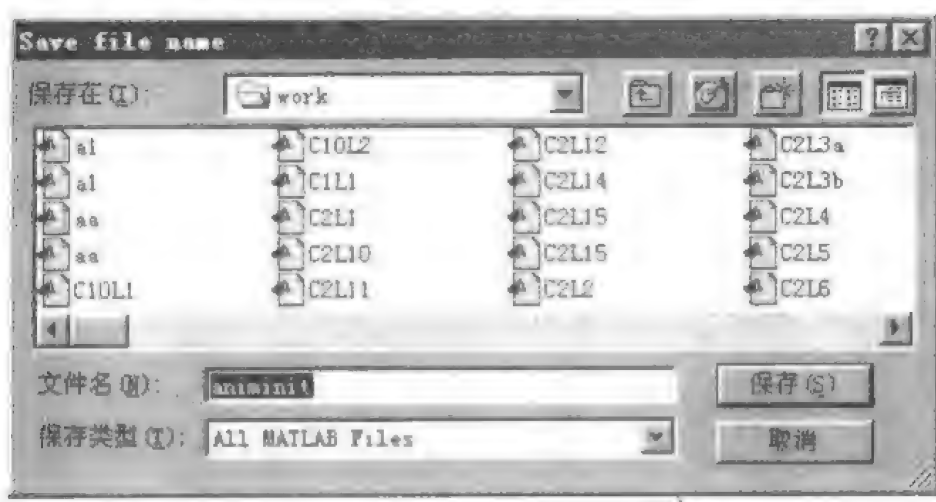 Save file name
保存在(I):
work
a1
a1
aa
aa
C10L1
C10L2
C1L1
C2L1
C2L10
C2L11
C2L12
C2L14
C2L15
C2L15
C2L2
C2L3a
C2L3b
C2L4
C2L5
C2L6
文件名(N):
animinit
保存(S)
保存类型(T):
All MATLAB Files
取消